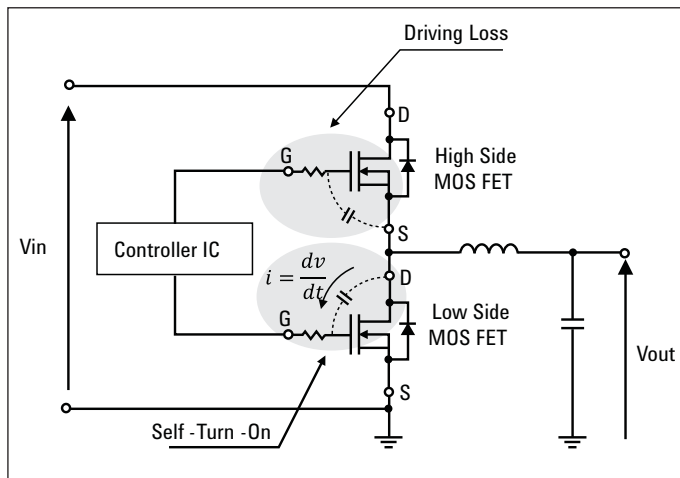 Driving Loss
D
G
High Side
MOS FET
S
Vin
Controller IC
i = dv/dt
D
G
Low Side
MOS FET
Vout
S
Self -Turn -On